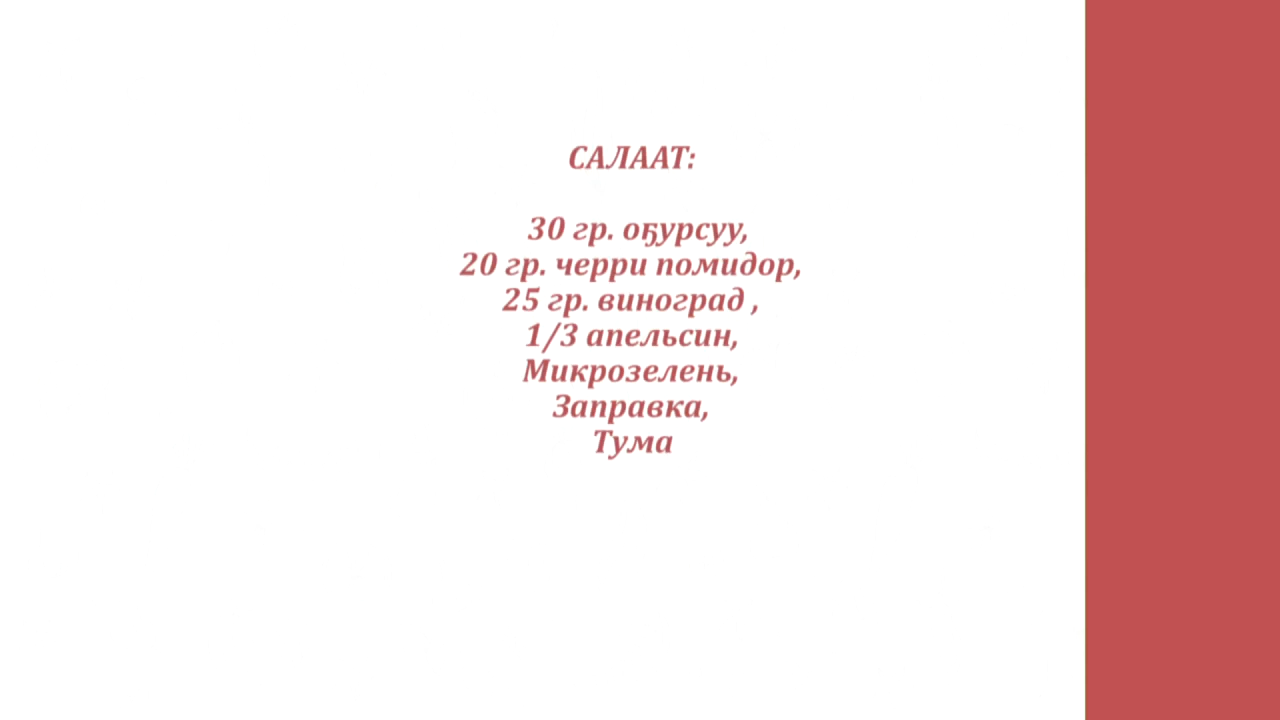 САЛААТ:
30 гр. оҕурсуу,
20 гр. черри помидор,
25 гр. виноград ,
1/3 апельсин,
Микрозелень,
Заправка,
Тума